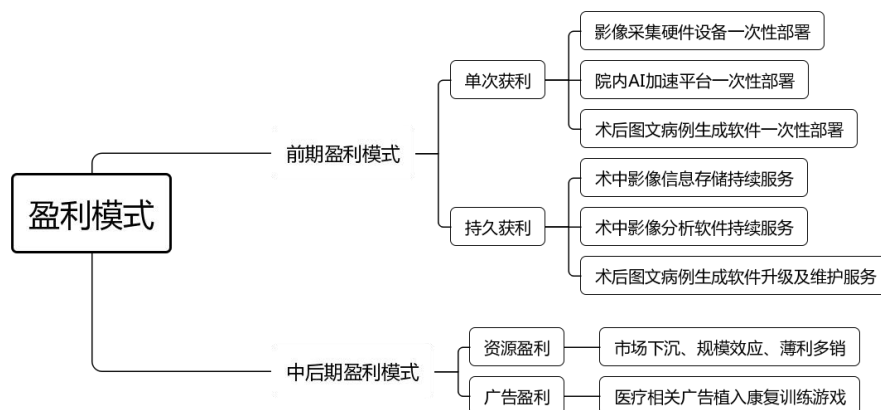 盈利模式
前期盈利模式
单次获利
影像采集硬件设备一次性部署
院内AI加速平台一次性部署
术后图文病例生成软件一次性部署
持久获利
术中影像信息存储持续服务
术中影像分析软件持续服务
术后图文病例生成软件升级及维护服务
中后期盈利模式
资源盈利
市场下沉、规模效应、薄利多销
广告盈利
医疗相关广告植入康复训练游戏